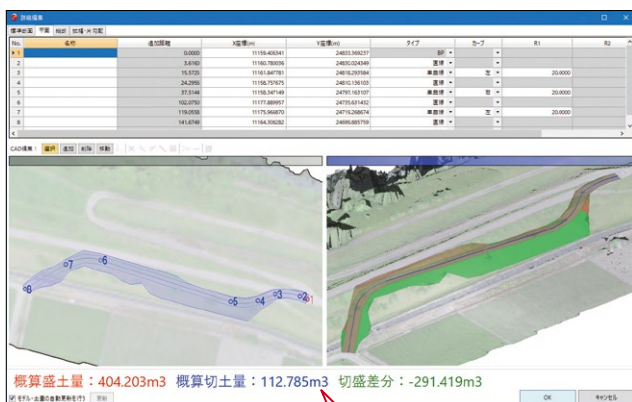 詳細編集
標準断面 平面 縦断 拡幅・片勾配
No. 名称 追加距離 X座標(m) Y座標(m) タイプ カーブ R1 R2
1 0.0000 11159.406341 24833.369237 BP
2 3.6163 11160.780036 24830.024349 直線
3 15.5725 11161.847781 24818.293584 単曲線 左 20.0000
4 24.2955 11158.757675 24810.136103 直線
5 37.5144 11158.347149 24797.163107 単曲線 右 20.0000
6 102.0753 11177.889957 24735.631432 直線
7 119.0558 11175.966870 24719.268674 単曲線 左 20.0000
8 141.6749 11164.309282 24699.885759 直線
CAD編集: 選択 追加 削除 移動
8 7 6 5 4 3 2 1
概算盛土量：404.203m3 概算切土量：112.785m3 切盛差分：-291.419m3
モデル・土量の自動更新を行う 更新 OK キャンセル